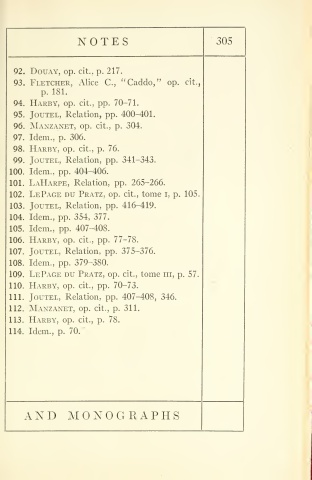 NOTES 305
92. DOUAY, op. cit., p. 217.
93. FLETCHER, Alice C., "Caddo," op. cit.,
p. 181.
94. HARBY, op. cit., pp. 70–71.
95. JOUTEL, Relation, pp. 400–401.
96. MANZANET, op. cit., p. 304.
97. Idem., p. 306.
98. HARBY, op. cit., p. 76.
99. JOUTEL, Relation, pp. 341–343.
100. Idem., pp. 404–406.
101. LAHARPE, Relation, pp. 265–266.
102. LEPAGE DU PRATZ, op. cit., tome I, p. 105.
103. JOUTEL, Relation, pp. 416–419.
104. Idem., pp. 354, 377.
105. Idem., pp. 407–408.
106. HARBY, op. cit., pp. 77–78.
107. JOUTEL, Relation, pp. 375–376.
108. Idem., pp. 379–380.
109. LEPAGE DU PRATZ, op. cit., tome III, p. 57.
110. HARBY, op. cit., pp. 70–73.
111. JOUTEL, Relation, pp. 407–408, 346.
112. MANZANET, op. cit., p. 311.
113. HARBY, op. cit., p. 78.
114. Idem., p. 70.
AND MONOGRAPHS